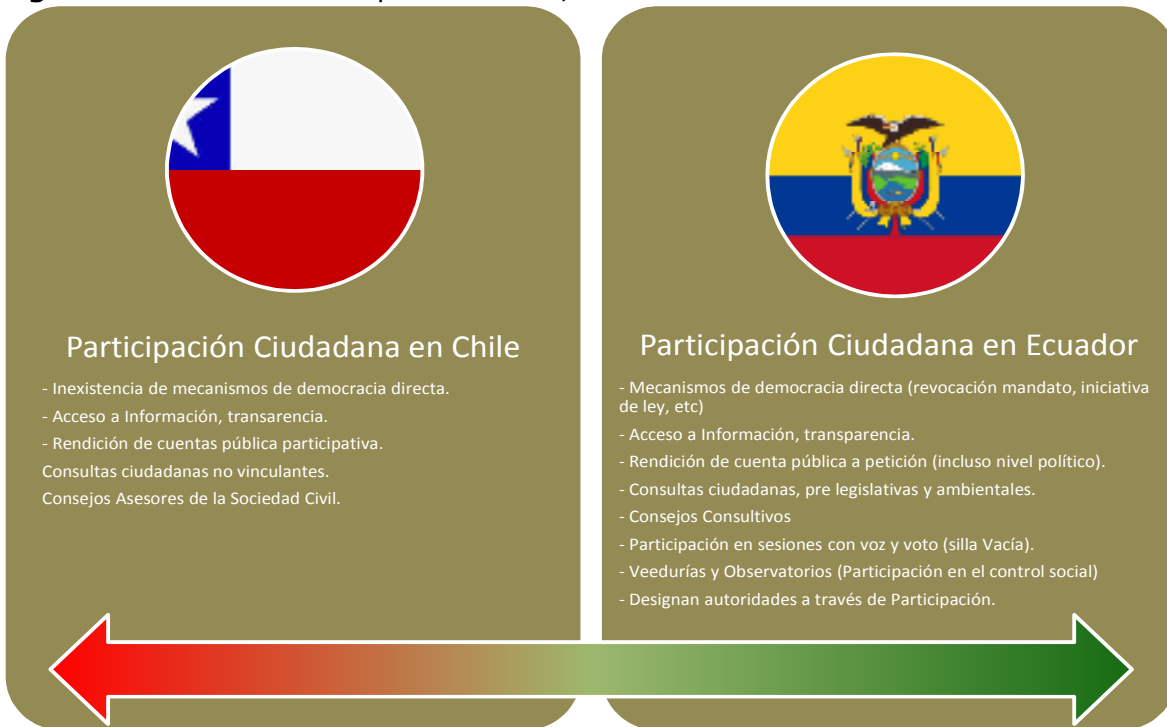 Participación Ciudadana en Chile
- Inexistencia de mecanismos de democracia directa.
- Acceso a Información, transarencia.
- Rendición de cuentas pública participativa.
Consultas ciudadanas no vinculantes.
Consejos Asesores de la Sociedad Civil.
Participación Ciudadana en Ecuador
- Mecanismos de democracia directa (revocación mandato, iniciativa
de ley, etc)
- Acceso a Información, transparencia.
- Rendición de cuenta pública a petición (incluso nivel político).
- Consultas ciudadanas, pre legislativas y ambientales.
- Consejos Consultivos
- Participación en sesiones con voz y voto (silla Vacía).
- Veedurías y Observatorios (Participación en el control social)
- Designan autoridades a través de Participación.